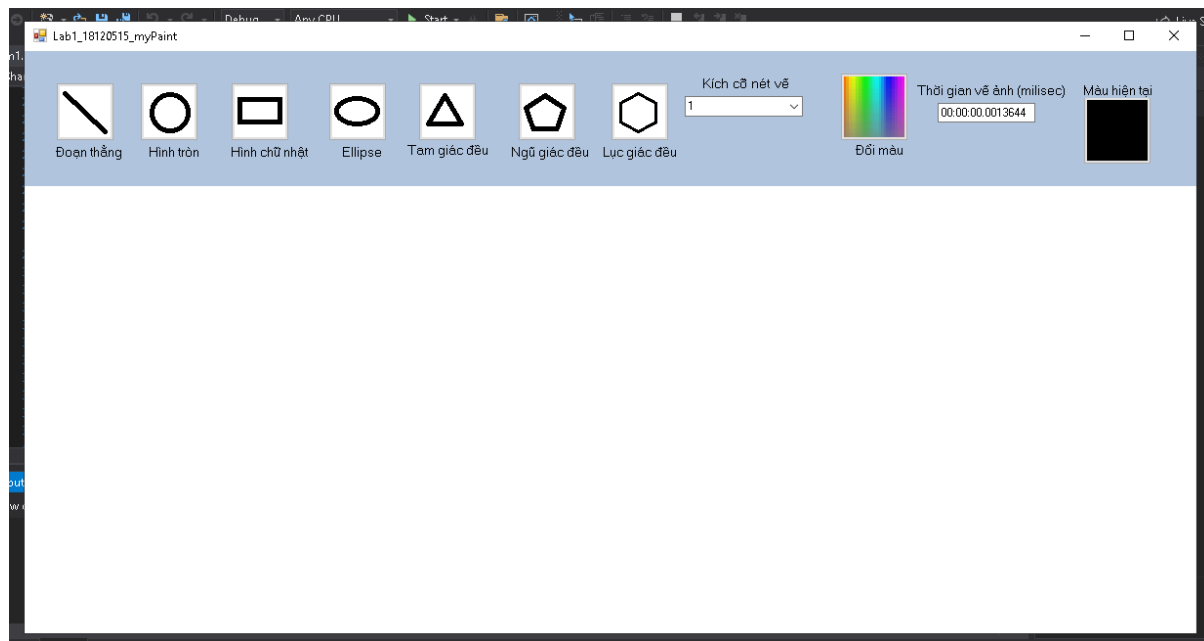 Debug
Any CPU
Start
Lab1_18120515_myPaint
Kích cỡ nét vẽ
1
Thời gian vẽ ảnh (milisec)
00:00:00.0013644
Màu hiện tại
Đoạn thẳng
Hình tròn
Hình chữ nhật
Ellipse
Tam giác đều
Ngũ giác đều
Lục giác đều
Đổi màu